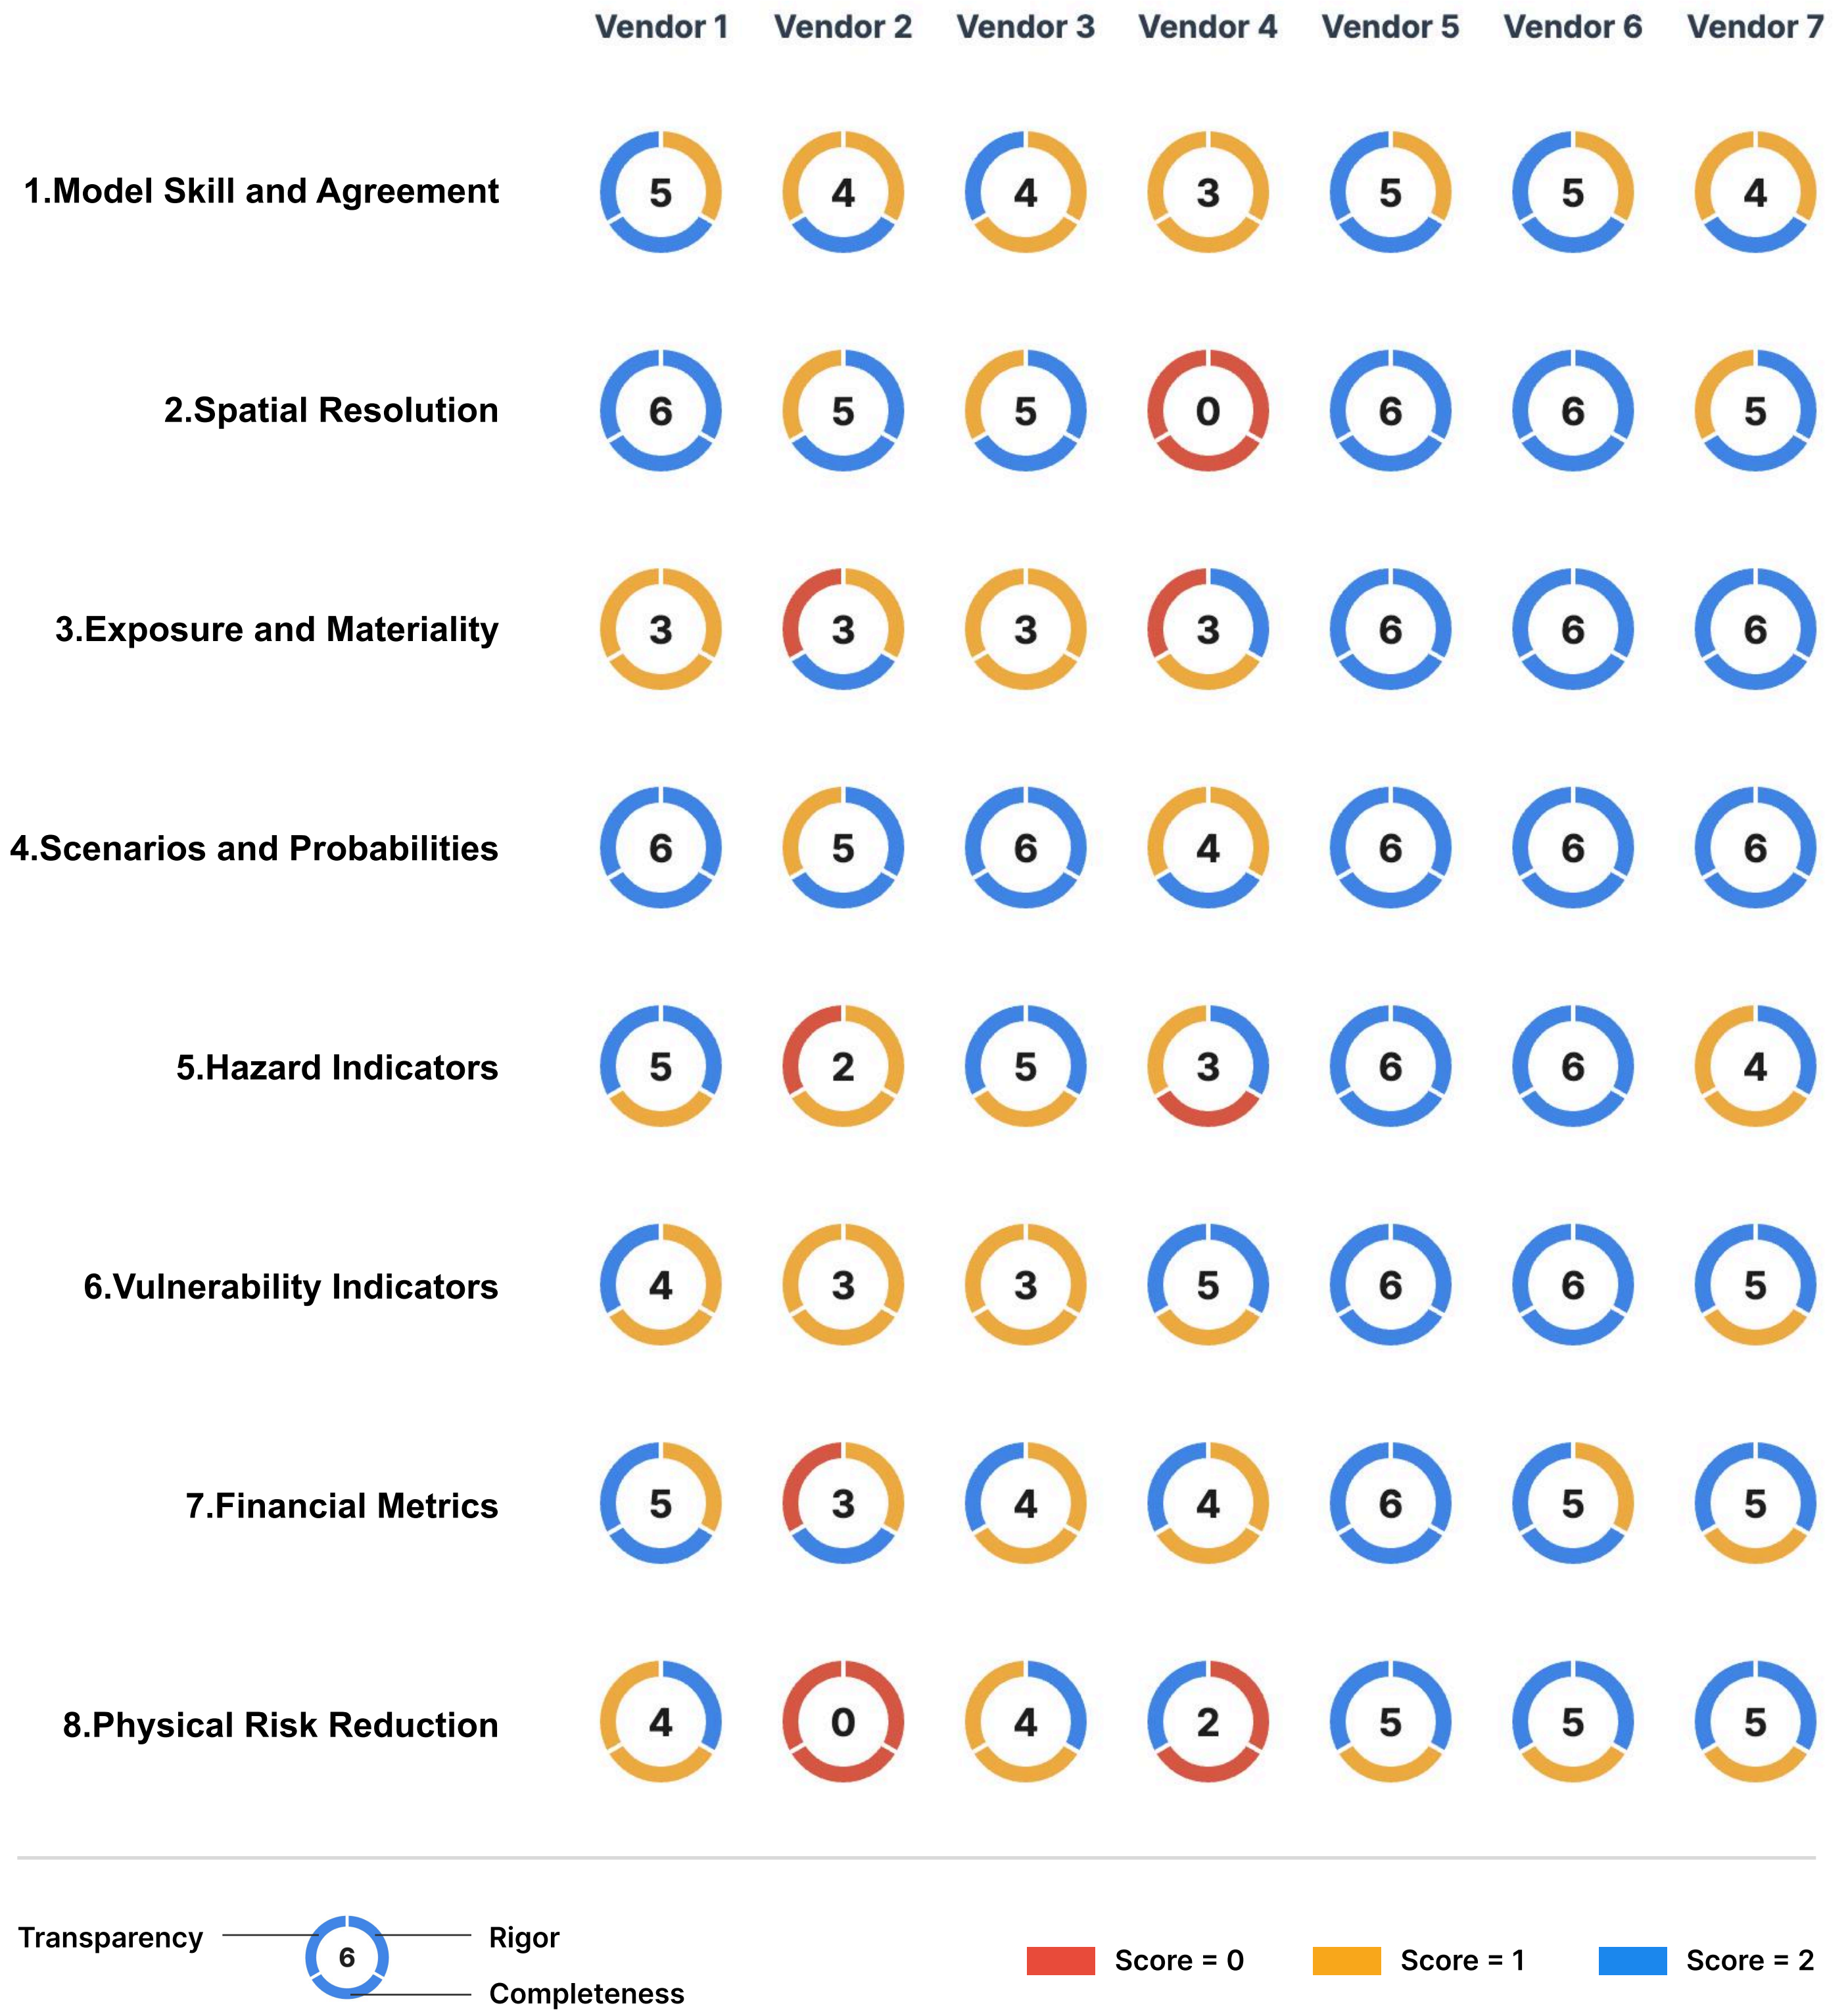 Vendor 1 Vendor 2 Vendor 3 Vendor 4 Vendor 5 Vendor 6 Vendor 7
1.Model Skill and Agreement 5 4 4 3 5 5 4
2.Spatial Resolution 6 5 5 0 6 6 5
3.Exposure and Materiality 3 3 3 3 6 6 6
4.Scenarios and Probabilities 6 5 6 4 6 6 6
5.Hazard Indicators 5 2 5 3 6 6 4
6.Vulnerability Indicators 4 3 3 5 6 6 5
7.Financial Metrics 5 3 4 4 6 5 5
8.Physical Risk Reduction 4 0 4 2 5 5 5
Transparency 6 Rigor
Completeness
Score = 0 Score = 1 Score = 2